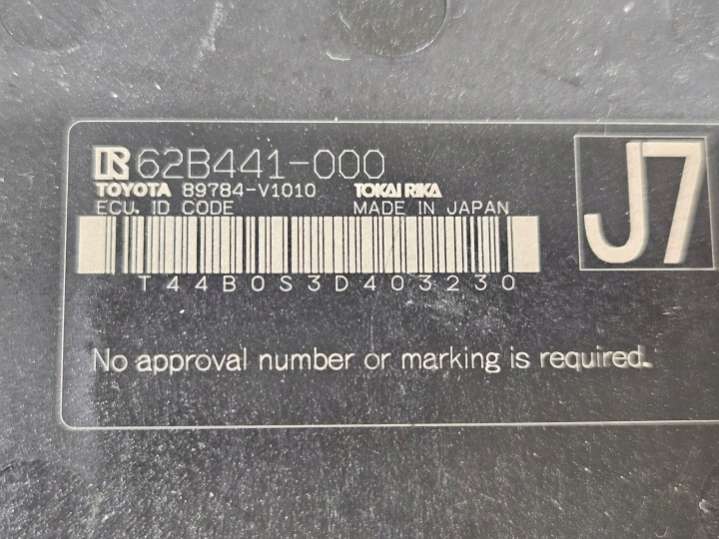 R 62B441-000
TOYOTA 89784-V1010 TOKAI RIKA
ECU. ID CODE MADE IN JAPAN
T44B0S3D403230
J7
No approval number or marking is required.